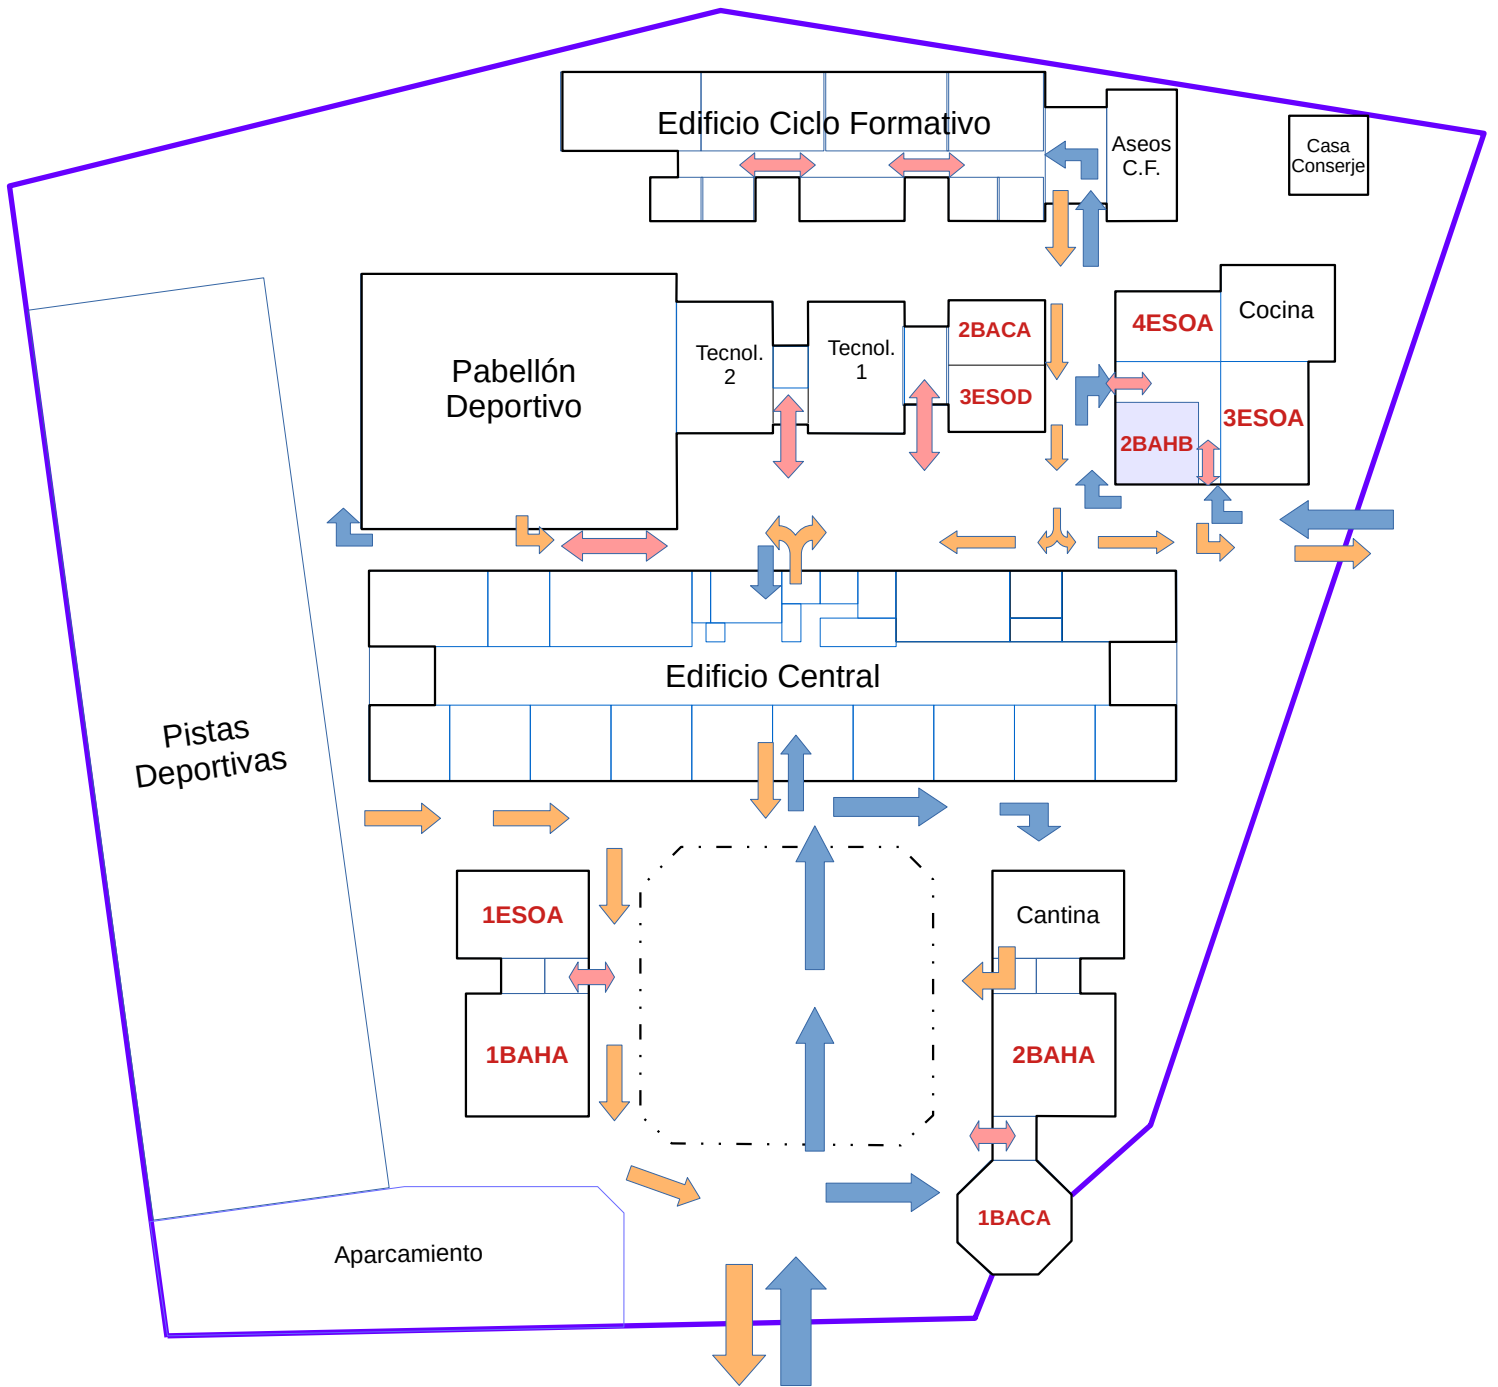 Edificio Ciclo Formativo
Aseos
C.F.
Casa
Conserje
Pabellón
Deportivo
Tecnol.
2
Tecnol.
1
2BACA
3ESOD
4ESOA
Cocina
2BAHB
3ESOA
Edificio Central
Pistas
Deportivas
1ESOA
1BAHA
Cantina
2BAHA
1BACA
Aparcamiento